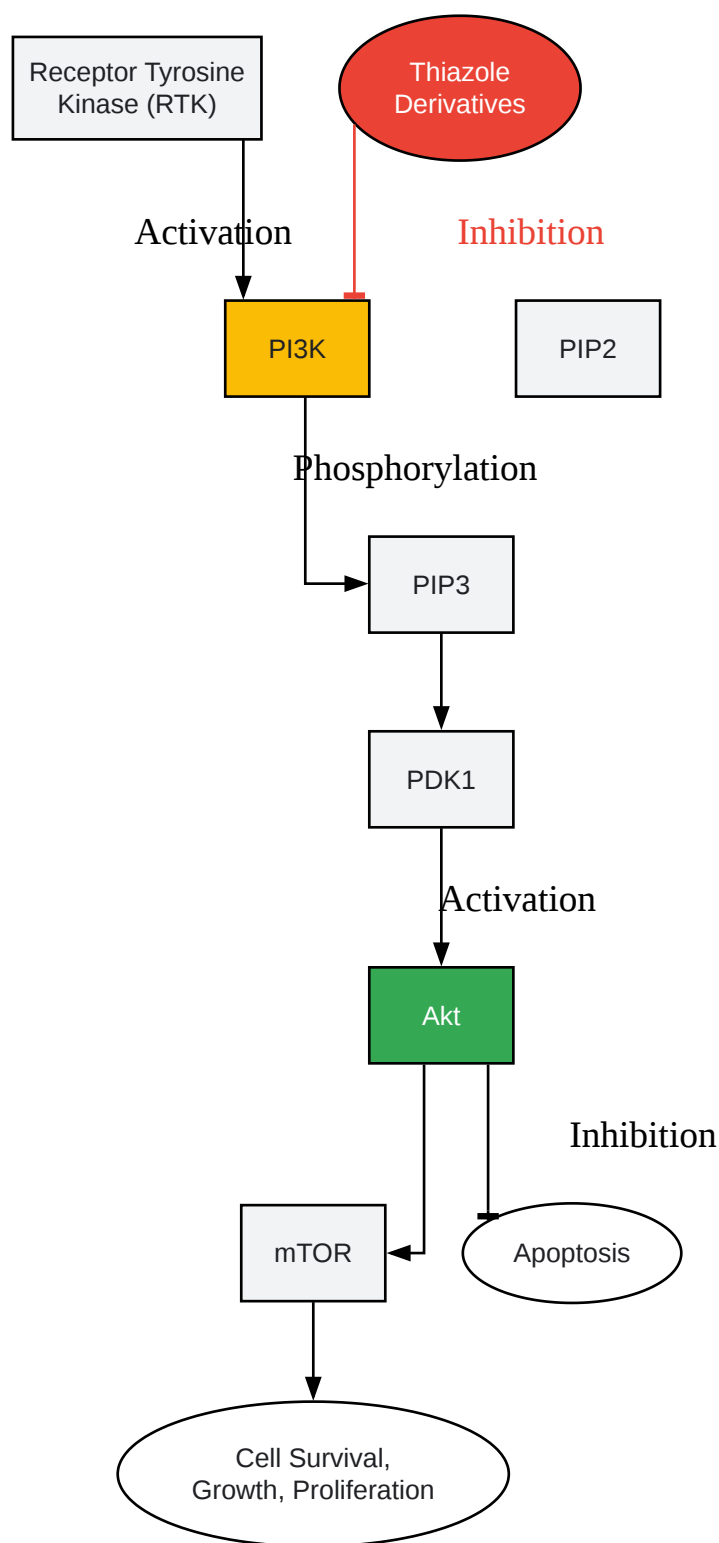 Receptor Tyrosine
Kinase (RTK)
Thiazole
Derivatives
Activation
Inhibition
PI3K
PIP2
Phosphorylation
PIP3
PDK1
Activation
Akt
Inhibition
mTOR
Apoptosis
Cell Survival,
Growth, Proliferation